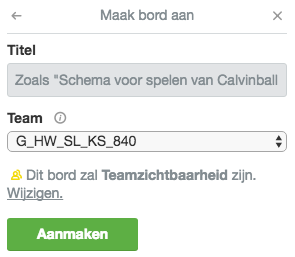 Maak bord aan
Titel
Zoals "Schema voor spelen van Calvinball
Team
G_HW_SL_KS_840
Dit bord zal Teamzichtbaarheid zijn.
Wijzigen.
Aanmaken